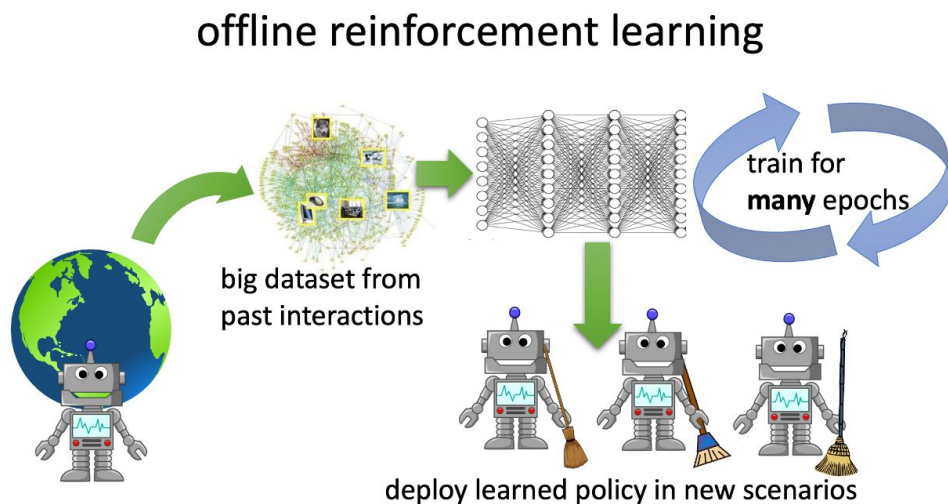 offline reinforcement learning
big dataset from
past interactions
train for
many epochs
deploy learned policy in new scenarios